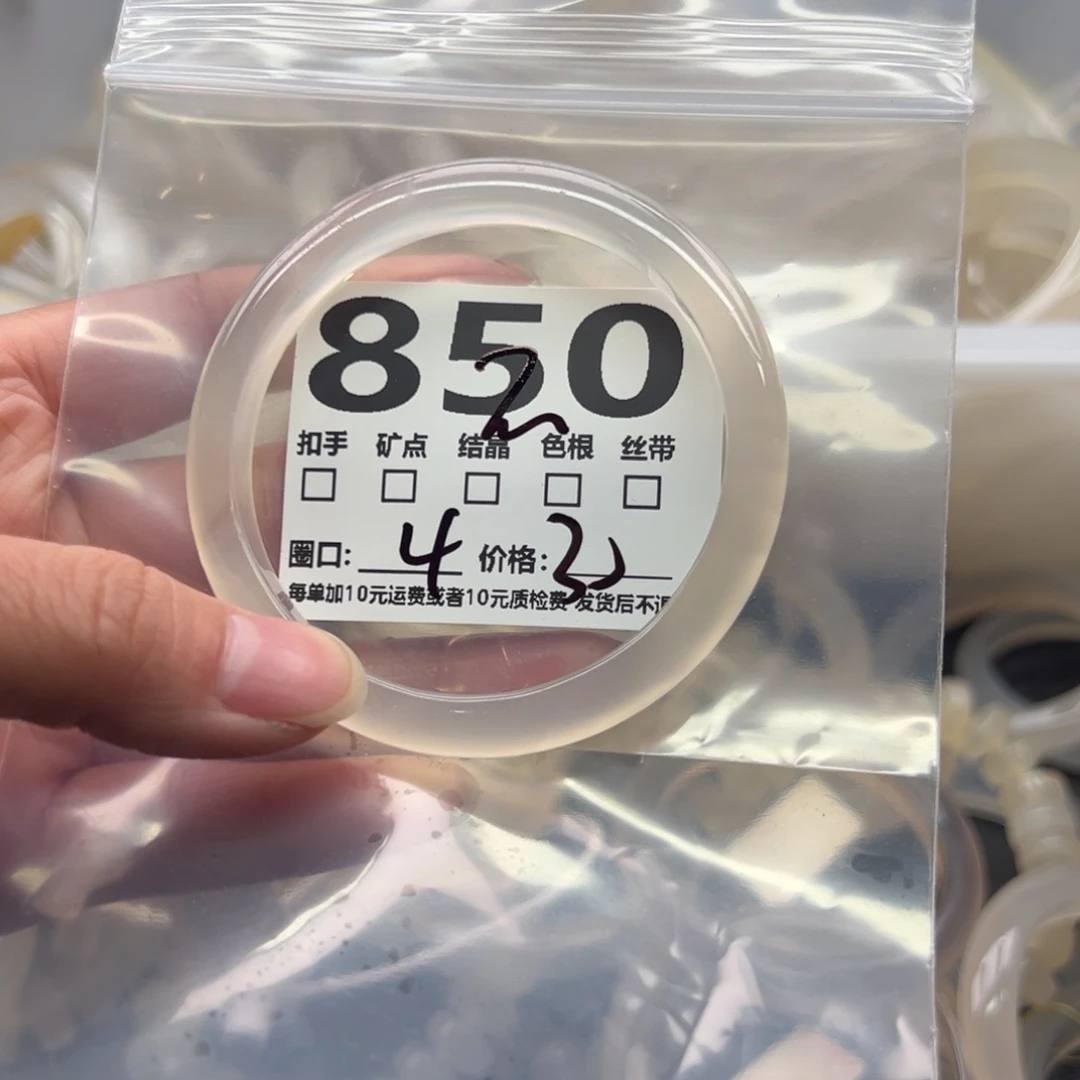 850
2
扣手 矿点 结晶 色根 丝带
圈口: 4 价格:
每单加10元运费或者10元质检费 发货后不退